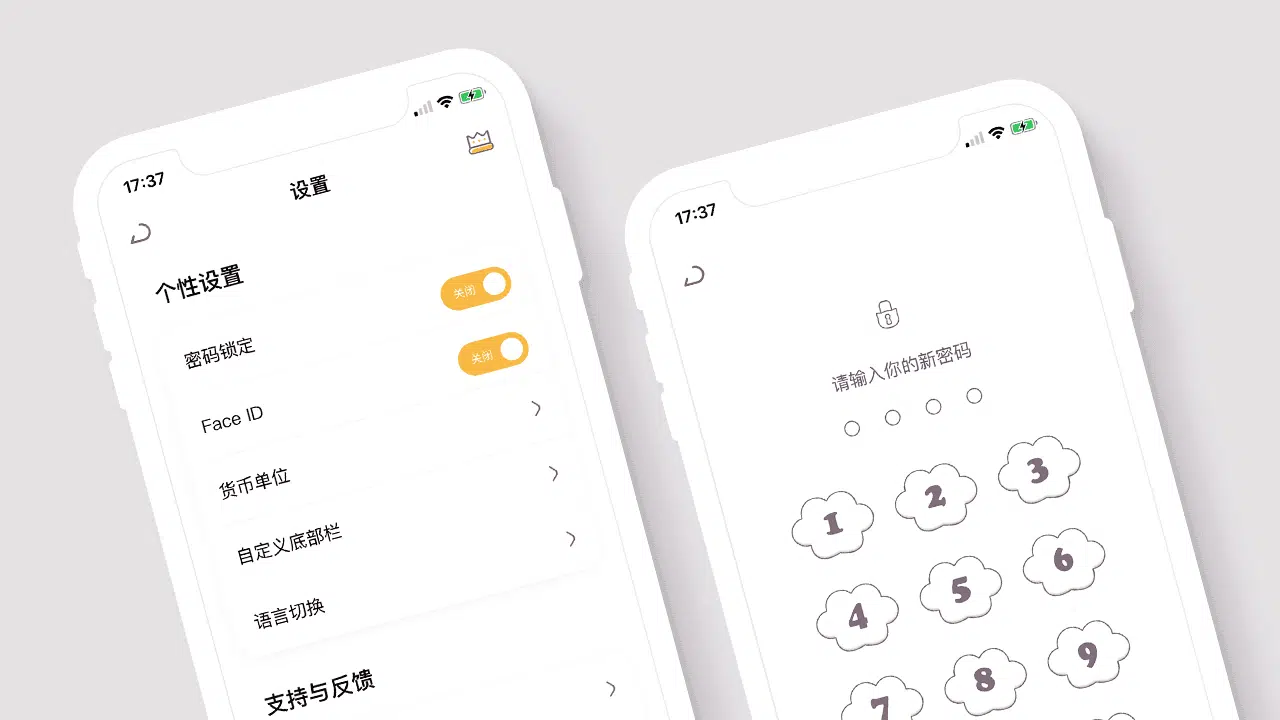 17:37
设置
个性设置
密码锁定
关闭
Face ID
关闭
货币单位
自定义底部栏
语言切换
支持与反馈
17:37
请输入你的新密码
1
2
3
4
5
6
7
8
9